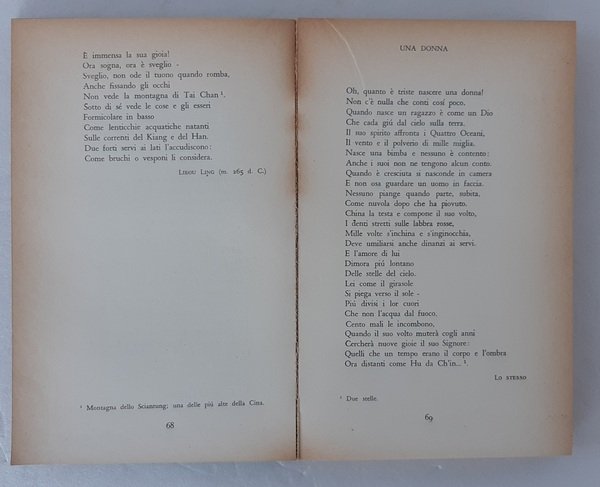 È immensa la sua gioia!
Ora sogna, ora è sveglio -
Sveglio, non ode il tuono quando romba,
Anche fissando gli occhi
Non vede la montagna di Tai Chan ¹.
Sotto di sé vede le cose e gli esseri
Formicolare in basso
Come lenticchie acquatiche natanti
Sulle correnti del Kiang e del Han.
Due forti servi ai lati l'accudiscono:
Come bruchi o vesponi li considera.
Lieou Ling (m. 265 d. C.)
¹ Montagna dello Sciantung; una delle piú alte della Cina.
68
UNA DONNA
Oh, quanto è triste nascere una donna!
Non c'è nulla che conti cosí poco.
Quando nasce un ragazzo è come un Dio
Che cada giú dal cielo sulla terra.
Il suo spirito affronta i Quattro Oceani,
Il vento e il polverio di mille miglia.
Nasce una bimba e nessuno è contento:
Anche i suoi non ne tengono alcun conto.
Quando è cresciuta si nasconde in camera
E non osa guardare un uomo in faccia.
Nessuno piange quando parte, subita,
Come nuvola dopo che ha piovuto.
China la testa e compone il suo volto,
I denti stretti sulle labbra rosse,
Mille volte s'inchina e s'inginocchia,
Deve umiliarsi anche dinanzi ai servi.
E l'amore di lui
Dimora piú lontano
Delle stelle del cielo.
Lei come il girasole
Si piega verso il sole -
Piú divisi i lor cuori
Che non l'acqua dal fuoco.
Cento mali le incombono,
Quando il suo volto muterà cogli anni
Cercherà nuove gioie il suo Signore:
Quelli che un tempo erano il corpo e l'ombra
Ora distanti come Hu da Ch'in... ¹.
Lo stesso
¹ Due stelle.
69